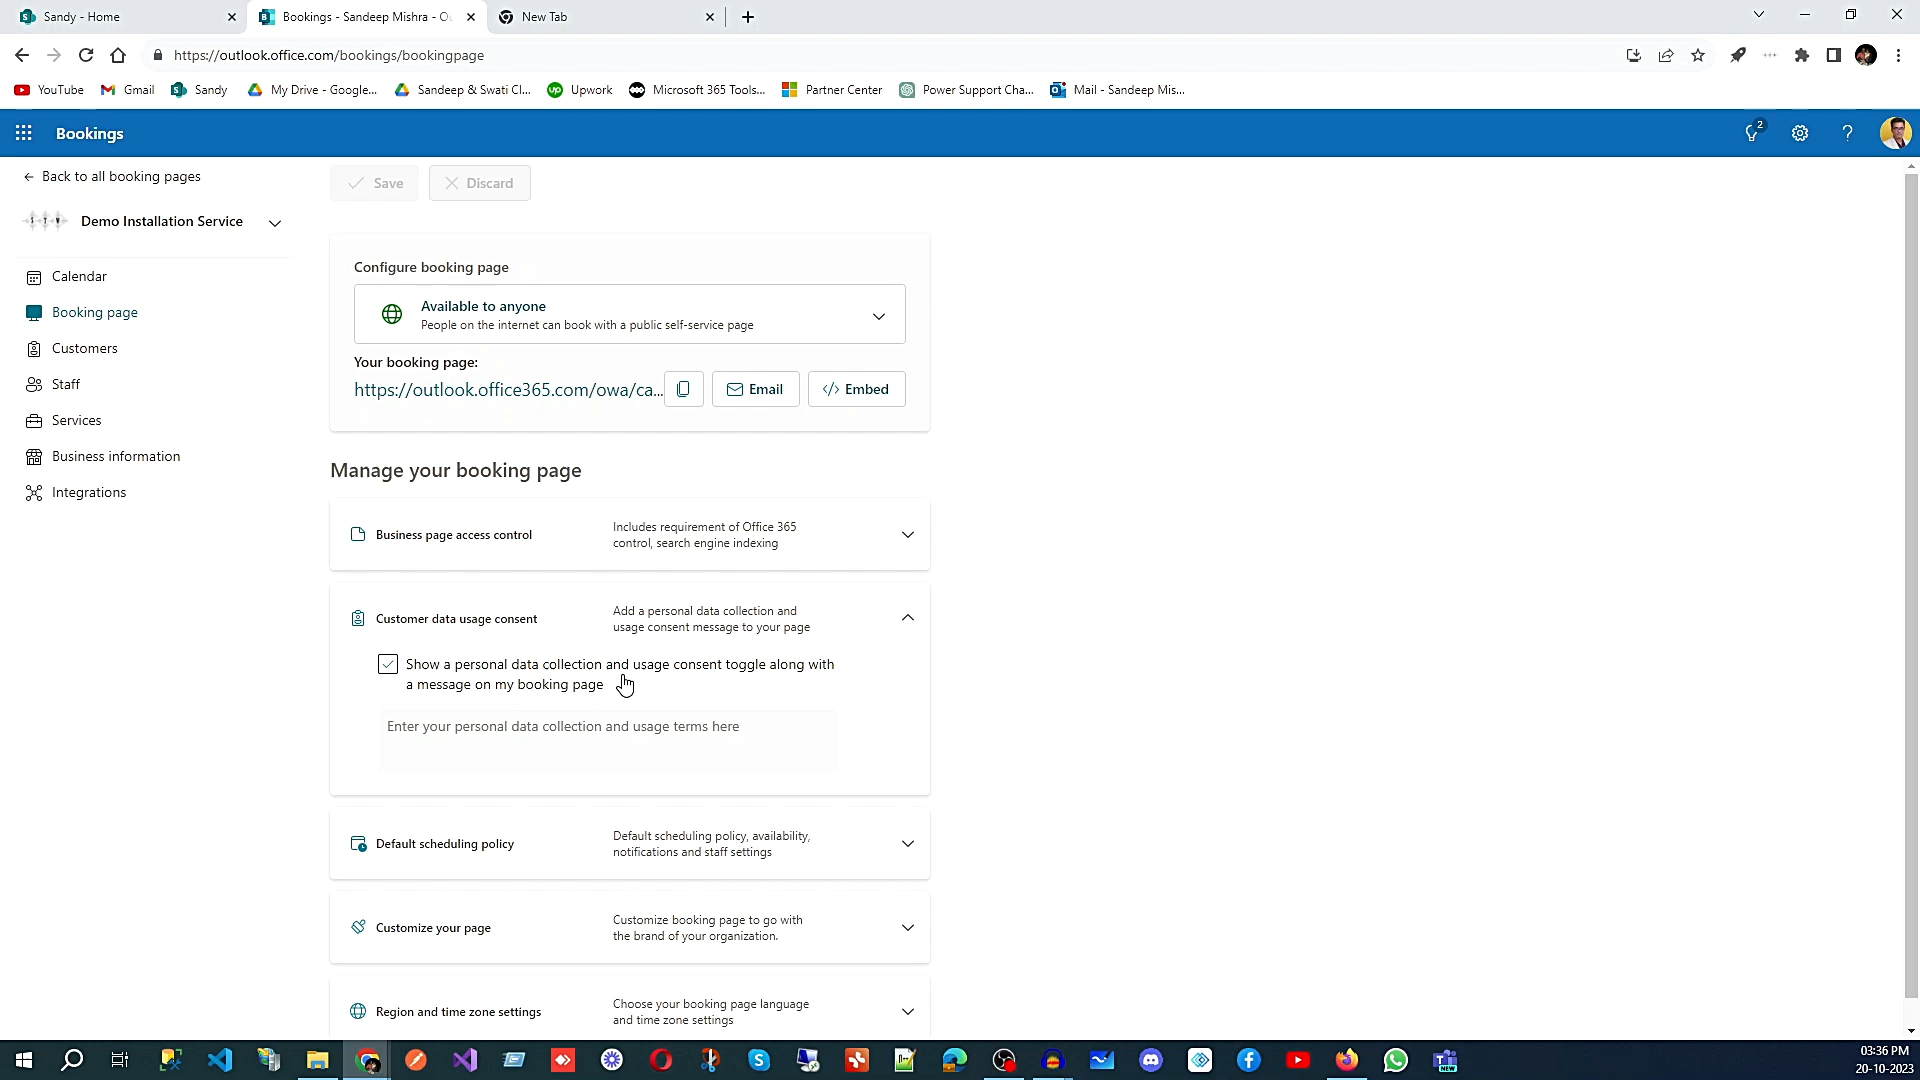 Sandy - Home
Bookings - Sandeep Mishra - Ou
New Tab
https://outlook.office.com/bookings/bookingpage
YouTube
Gmail
Sandy
My Drive - Google...
Sandeep & Swati Cl...
Upwork
Microsoft 365 Tools...
Partner Center
Power Support Cha...
Mail - Sandeep Mis...
Bookings
2
Back to all booking pages
Save
Discard
S T M
Demo Installation Service
Calendar
Booking page
Customers
Staff
Services
Business information
Integrations
Configure booking page
Available to anyone
People on the internet can book with a public self-service page
Your booking page:
https://outlook.office365.com/owa/ca...
Email
Embed
Manage your booking page
Business page access control
Includes requirement of Office 365
control, search engine indexing
Customer data usage consent
Add a personal data collection and
usage consent message to your page
Show a personal data collection and usage consent toggle along with
a message on my booking page
Enter your personal data collection and usage terms here
Default scheduling policy
Default scheduling policy, availability,
notifications and staff settings
Customize your page
Customize booking page to go with
the brand of your organization.
Region and time zone settings
Choose your booking page language
and time zone settings
03:36 PM
20-10-2023